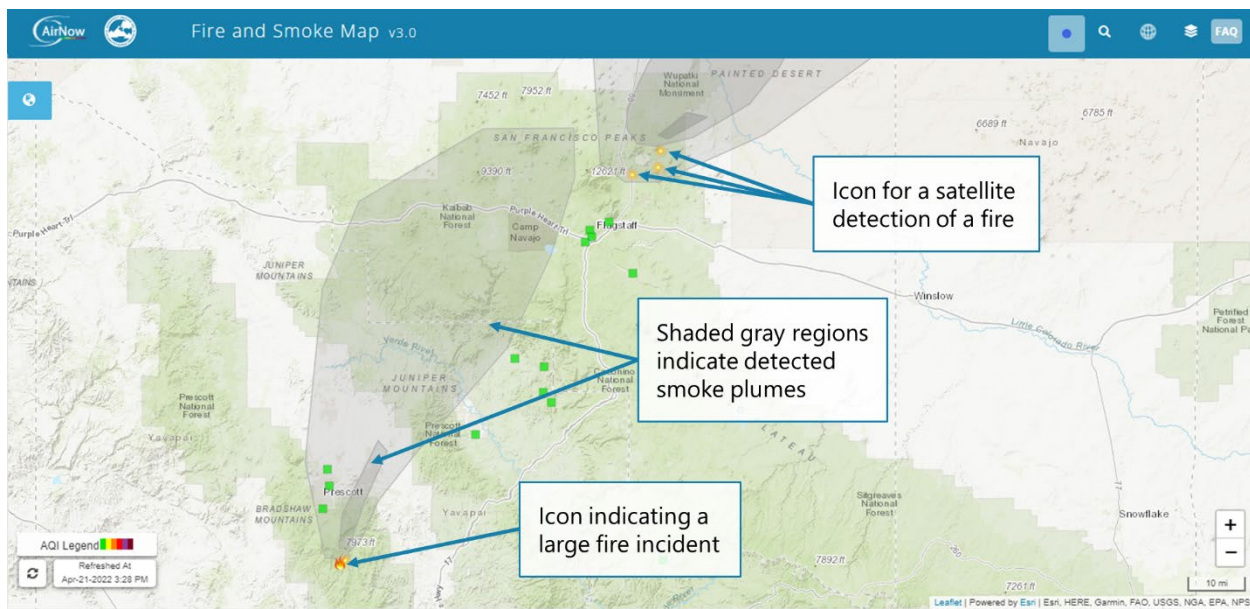 AirNow
Fire and Smoke Map v3.0
FAQ
Wupatki
National
Monument
PAINTED DESERT
7452 ft
7952 ft
6689 ft
6785 ft
Navajo
SAN FRANCISCO PEAKS
9390 ft
12621 ft
Icon for a satellite
detection of a fire
Kaibab
National
Forest
Purple Heart Trl
Camp
Navajo
Flagstaff
Purple Heart Trl
JUNIPER
MOUNTAINS
NTAINS
Winslow
Little Colorado River
Petrified
Forest
National Pa
Shaded gray regions
indicate detected
smoke plumes
Verde River
JUNIPER
MOUNTAINS
Coconino
National
Forest
Prescott
National
Forest
Yavapai
Prescott
National
Forest
PLATEAU
Prescott
BRADSHAW
MOUNTAINS
Yavapai
Icon indicating a
large fire incident
Sitgreaves
National
Forest
Snowflake
77
7973 ft
17
s Hwy
7892 ft
260
7261 ft
AQI Legend
Refreshed At
Apr-21-2022 3:28 PM
+
−
10 mi
Leaflet | Powered by Esri | Esri, HERE, Garmin, FAO, USGS, NGA, EPA, NPS